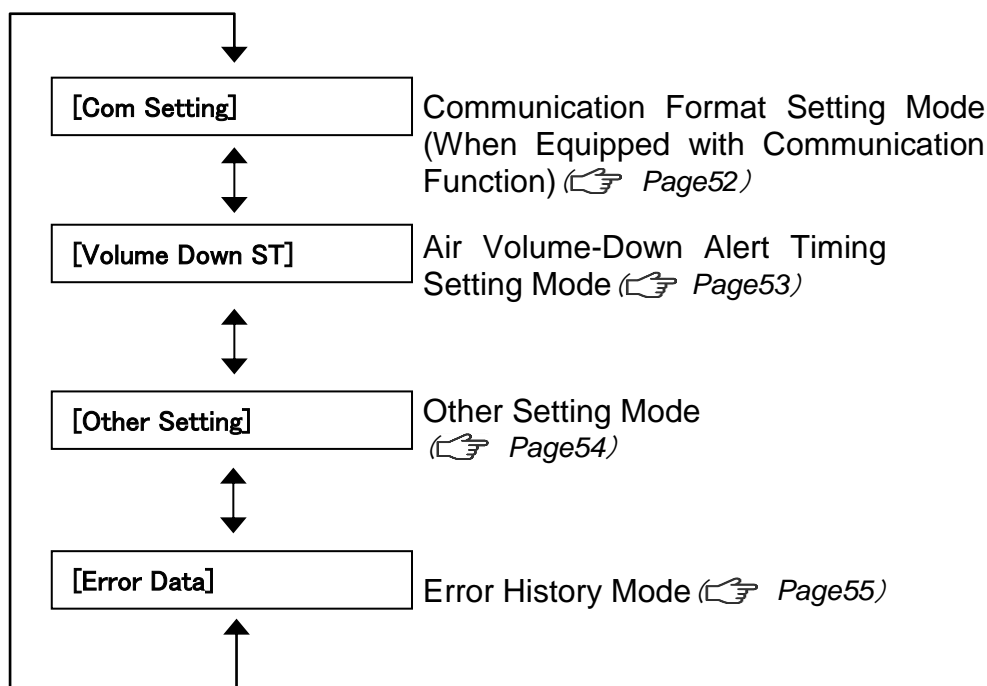 [Com Setting]
Communication Format Setting Mode
(When Equipped with Communication
Function) (☞ Page52)
[Volume Down ST]
Air Volume-Down Alert Timing
Setting Mode (☞ Page53)
[Other Setting]
Other Setting Mode
(☞ Page54)
[Error Data]
Error History Mode (☞ Page55)